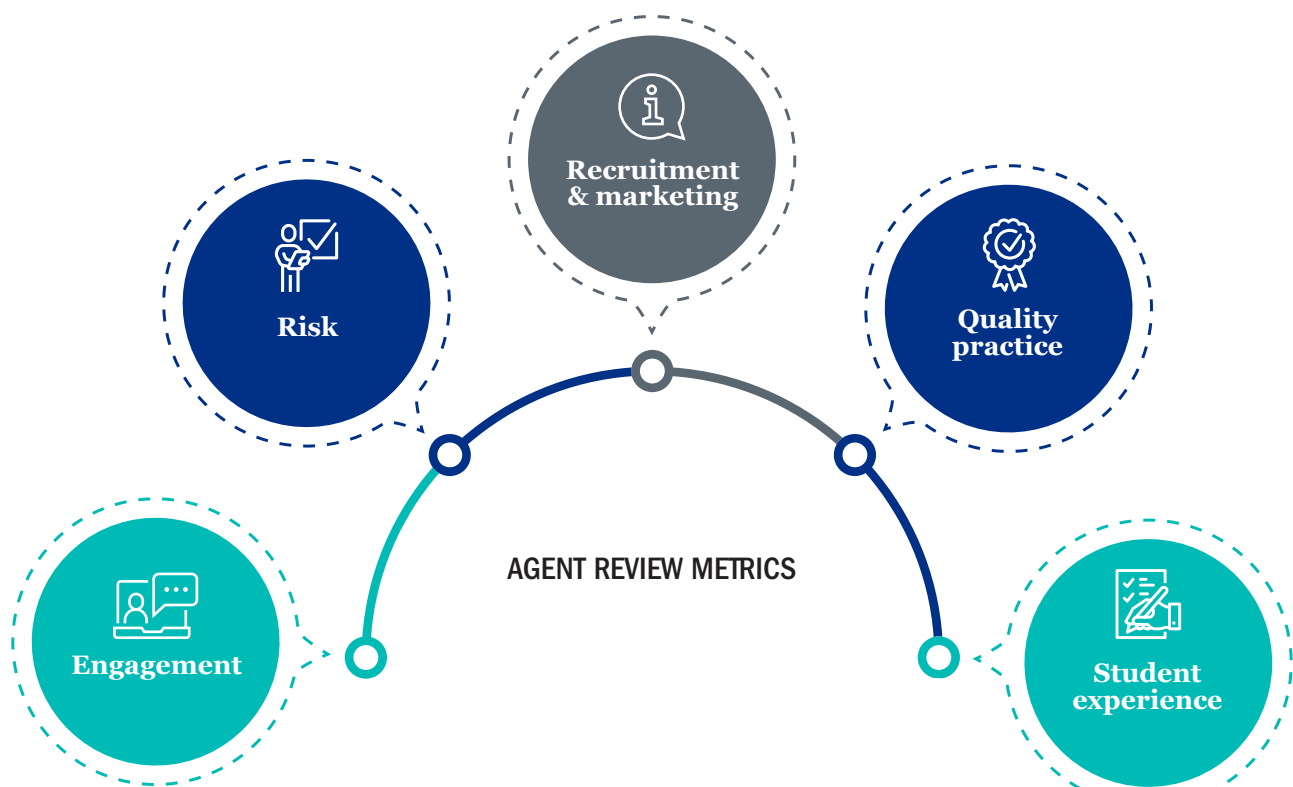 Recruitment
& marketing
Risk
Quality
practice
AGENT REVIEW METRICS
Engagement
Student
experience